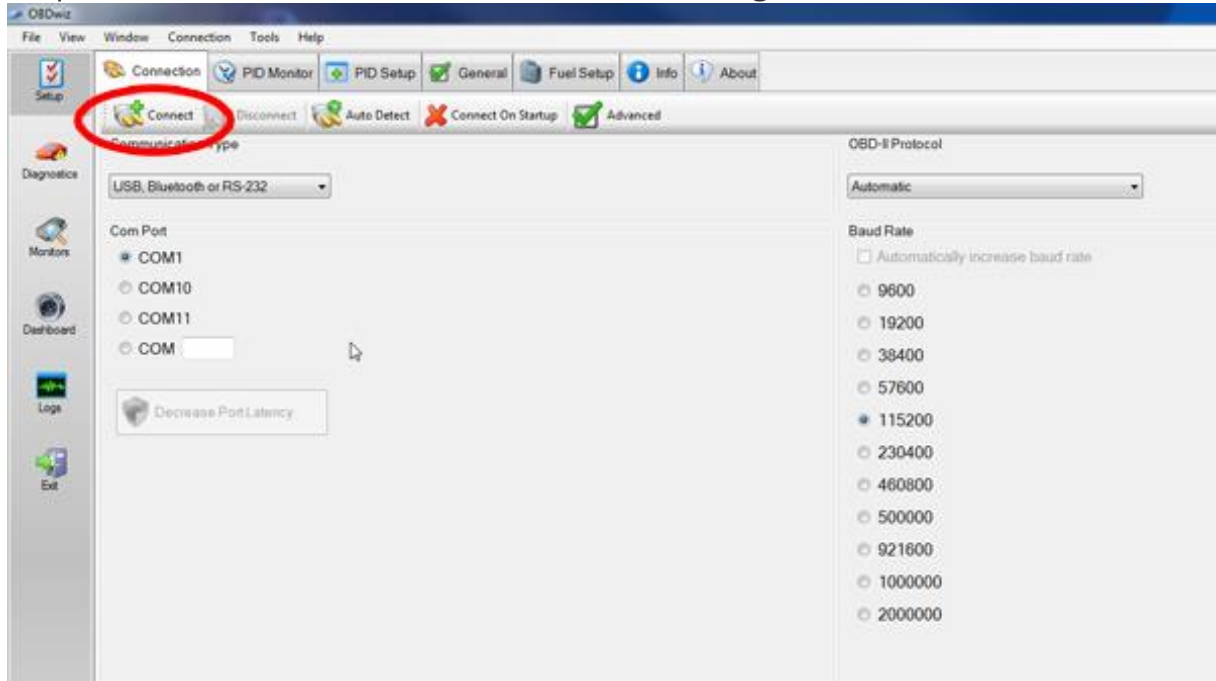 OBDwiz
File View Window Connection Tools Help
Setup
Connection PID Monitor PID Setup General Fuel Setup Info About
Connect Disconnect Auto Detect Connect On Startup Advanced
Communication Type
USB, Bluetooth or RS-232
Com Port
COM1
COM10
COM11
COM
Decrease Port Latency
OBD-II Protocol
Automatic
Baud Rate
Automatically increase baud rate
9600
19200
38400
57600
115200
230400
460800
500000
921600
1000000
2000000
Diagnostics
Monitors
Dashboard
Logs
Exit